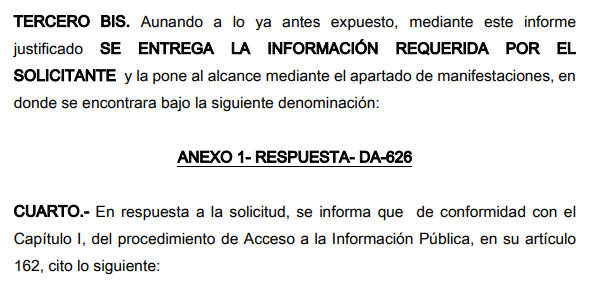 TERCERO BIS. Aunando a lo ya antes expuesto, mediante este informe
justificado SE ENTREGA LA INFORMACIÓN REQUERIDA POR EL
SOLICITANTE y la pone al alcance mediante el apartado de manifestaciones, en
donde se encontrara bajo la siguiente denominación:
ANEXO 1- RESPUESTA- DA-626
CUARTO.- En respuesta a la solicitud, se informa que de conformidad con el
Capítulo I, del procedimiento de Acceso a la Información Pública, en su artículo
162, cito lo siguiente: